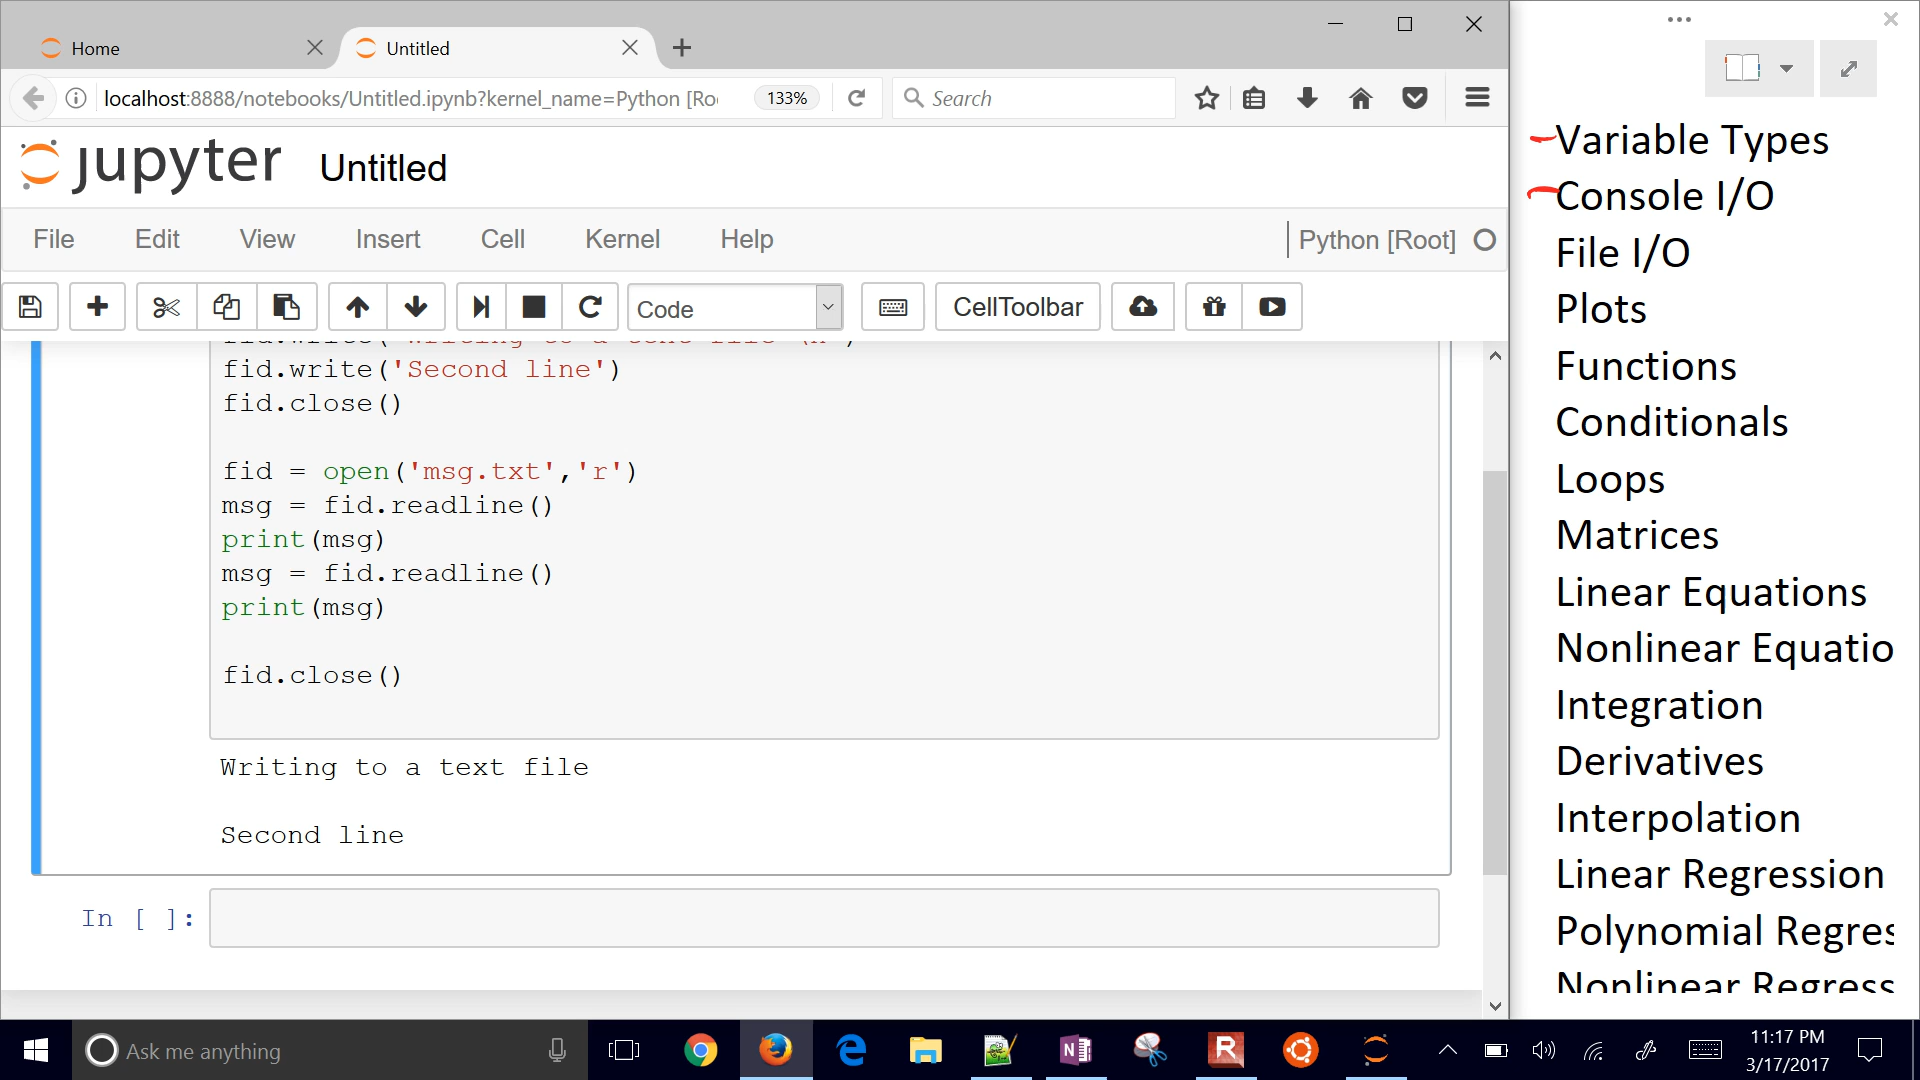 Home
Untitled
localhost:8888/notebooks/Untitled.ipynb?kernel_name=Python [Ro
133%
Search
jupyter Untitled
File Edit View Insert Cell Kernel Help
Python [Root]
Code
CellToolbar
fid.write('Second line')
fid.close()
fid = open('msg.txt','r')
msg = fid.readline()
print(msg)
msg = fid.readline()
print(msg)
fid.close()
Writing to a text file
Second line
In [ ]:
Variable Types
Console I/O
File I/O
Plots
Functions
Conditionals
Loops
Matrices
Linear Equations
Nonlinear Equatio
Integration
Derivatives
Interpolation
Linear Regression
Polynomial Regres
Nonlinear Regress
Ask me anything
11:17 PM
3/17/2017